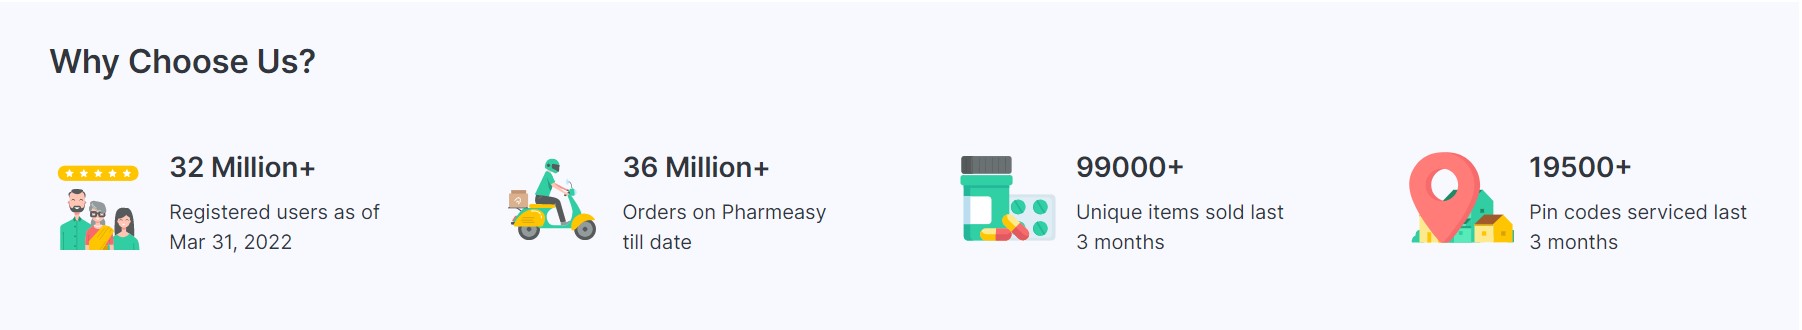 Why Choose Us?
32 Million+
Registered users as of
Mar 31, 2022
36 Million+
Orders on Pharmeasy
till date
99000+
Unique items sold last
3 months
19500+
Pin codes serviced last
3 months